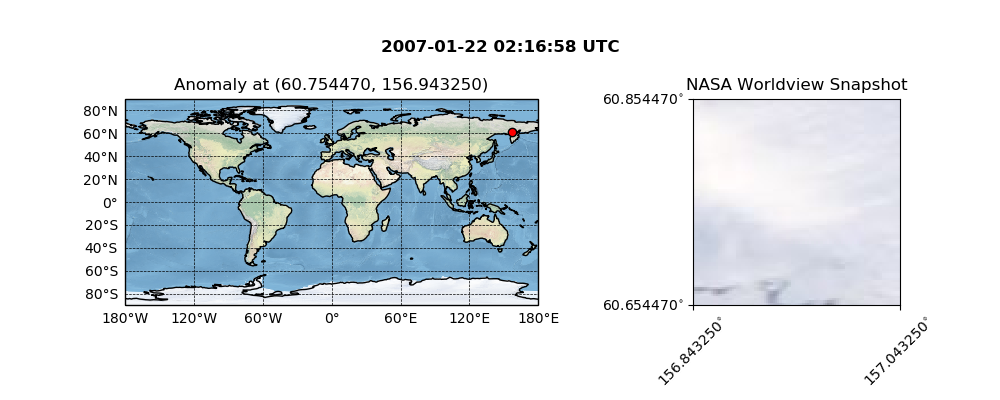 2007-01-22 02:16:58 UTC
Anomaly at (60.754470, 156.943250)
80°N
60°N
40°N
20°N
0°
20°S
40°S
60°S
80°S
180°W 120°W 60°W 0° 60°E 120°E 180°E
NASA Worldview Snapshot
60.854470°
60.654470°
156.843250°
157.043250°